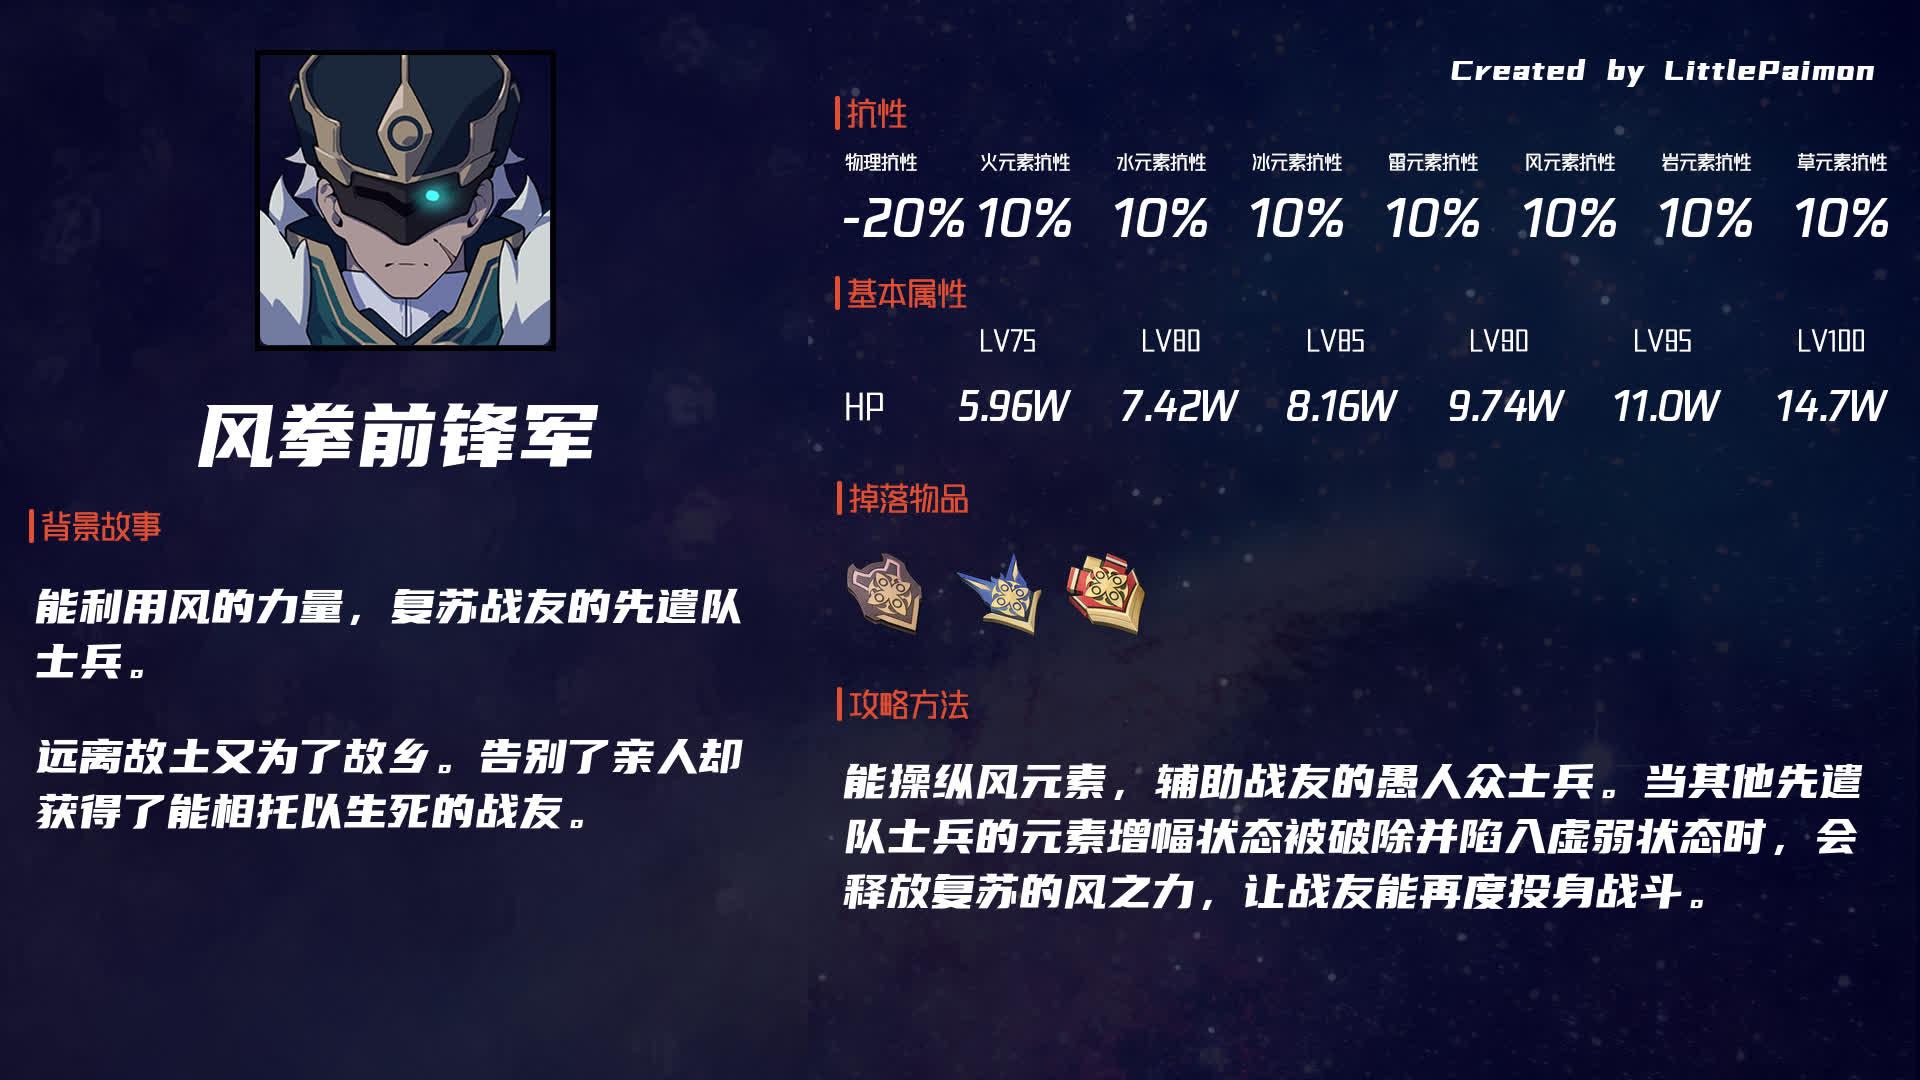 Created by LittlePaimon
风拳前锋军
背景故事
能利用风的力量，复苏战友的先遣队
士兵。
远离故土又为了故乡。告别了亲人却
获得了能相托以生死的战友。
抗性
物理抗性 火元素抗性 水元素抗性 冰元素抗性 雷元素抗性 风元素抗性 岩元素抗性 草元素抗性
-20% 10% 10% 10% 10% 10% 10% 10%
基本属性
LV75 LV80 LV85 LV90 LV95 LV100
HP 5.96W 7.42W 8.16W 9.74W 11.0W 14.7W
掉落物品
攻略方法
能操纵风元素，辅助战友的愚人众士兵。当其他先遣
队士兵的元素增幅状态被破除并陷入虚弱状态时，会
释放复苏的风之力，让战友能再度投身战斗。